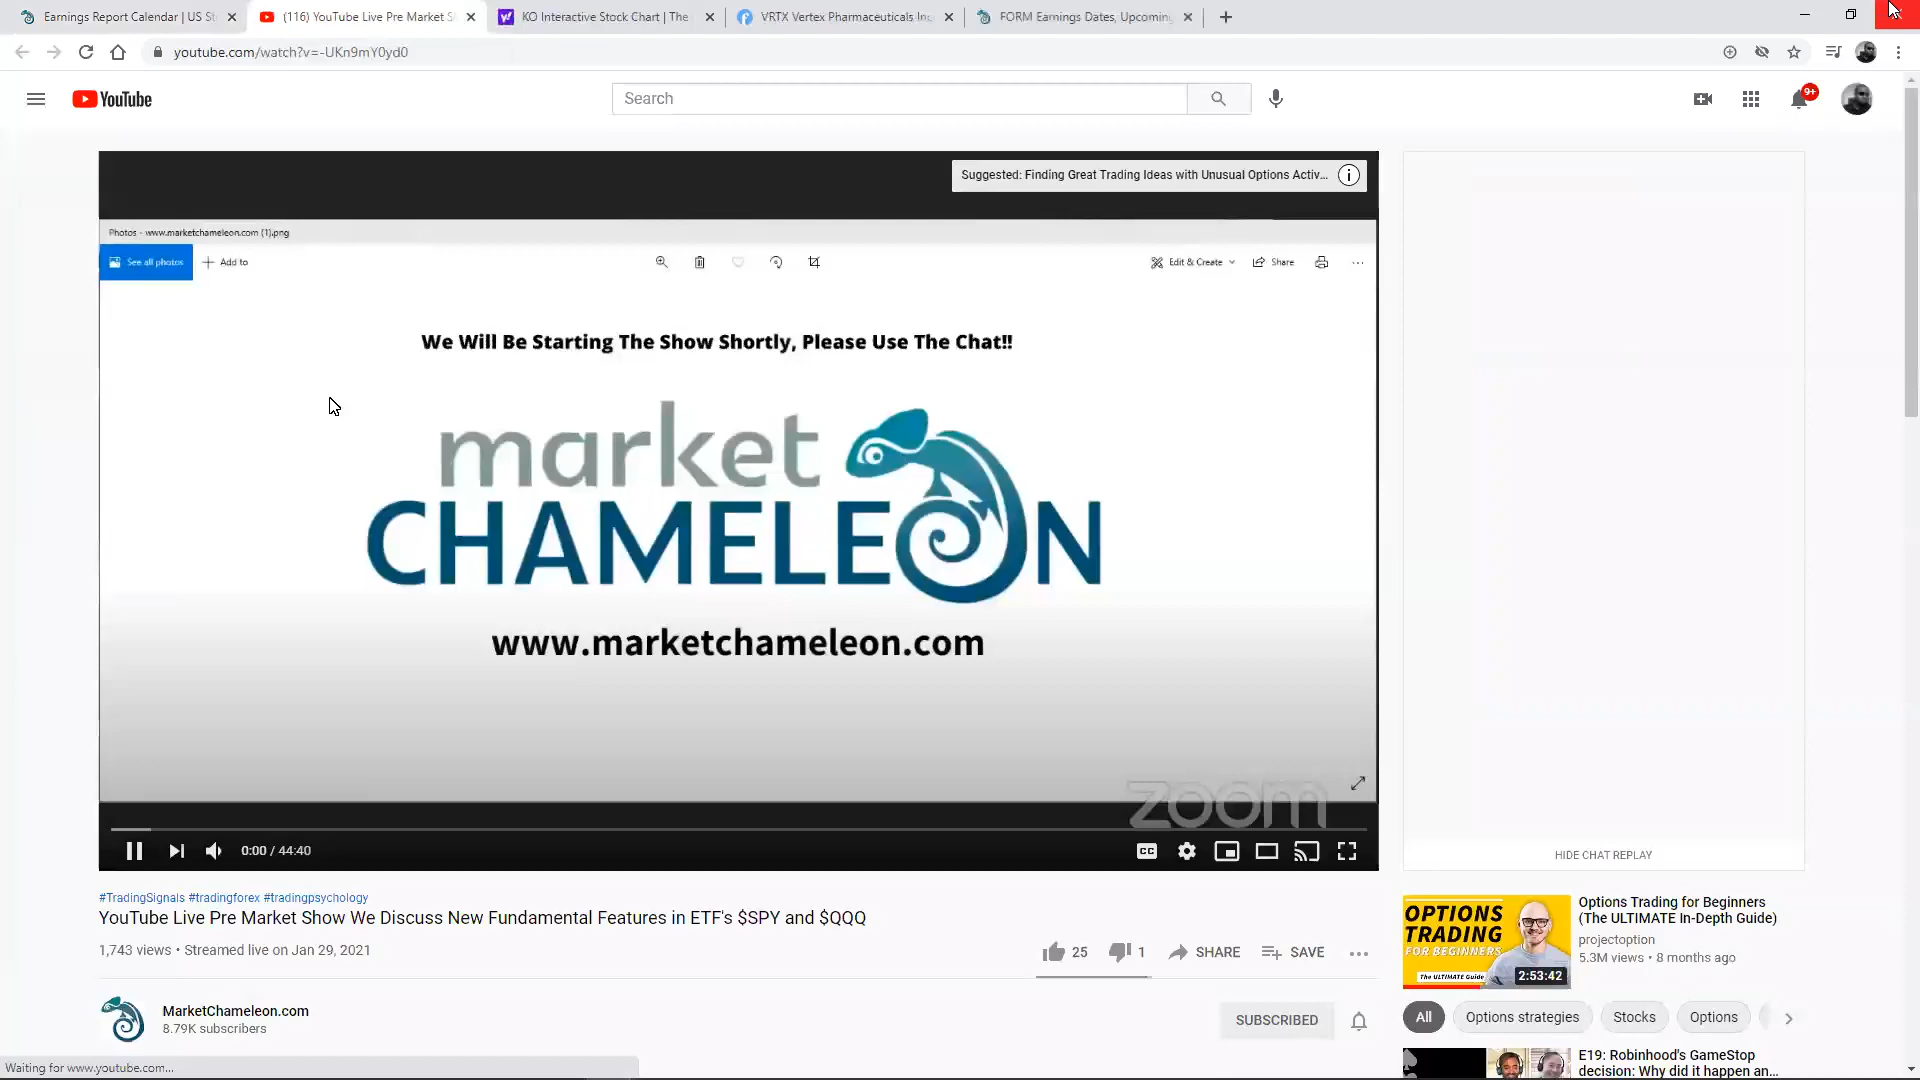 Earnings Report Calendar | US St
(116) YouTube Live Pre Market S
KO Interactive Stock Chart | The
VRTX Vertex Pharmaceuticals Inc
FORM Earnings Dates, Upcoming
youtube.com/watch?v=-UKn9mY0yd0
YouTube
Search
9+
Suggested: Finding Great Trading Ideas with Unusual Options Activ...
Photos - www.marketchameleon.com (1).png
See all photos
Add to
Edit & Create
Share
We Will Be Starting The Show Shortly, Please Use The Chat!!
market
CHAMELEON
www.marketchameleon.com
zoom
0:00 / 44:40
CC
HIDE CHAT REPLAY
#TradingSignals #tradingforex #tradingpsychology
YouTube Live Pre Market Show We Discuss New Fundamental Features in ETF's $SPY and $QQQ
1,743 views • Streamed live on Jan 29, 2021
25
1
SHARE
SAVE
MarketChameleon.com
8.79K subscribers
SUBSCRIBED
OPTIONS
TRADING
FOR BEGINNERS
The ULTIMATE Guide
2:53:42
Options Trading for Beginners
(The ULTIMATE In-Depth Guide)
projectoption
5.3M views • 8 months ago
All
Options strategies
Stocks
Options
E19: Robinhood's GameStop
decision: Why did it happen an...
Waiting for www.youtube.com...